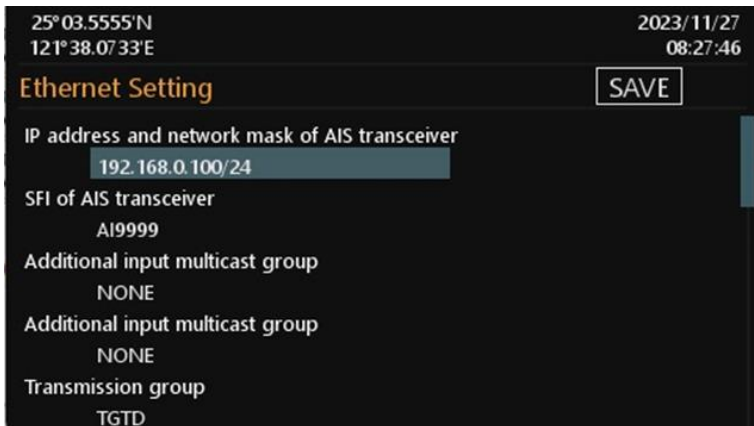 25°03.5555'N
2023/11/27
121°38.0733'E
08:27:46
Ethernet Setting
SAVE
IP address and network mask of AIS transceiver
192.168.0.100/24
SFI of AIS transceiver
AI9999
Additional input multicast group
NONE
Additional input multicast group
NONE
Transmission group
TGTD